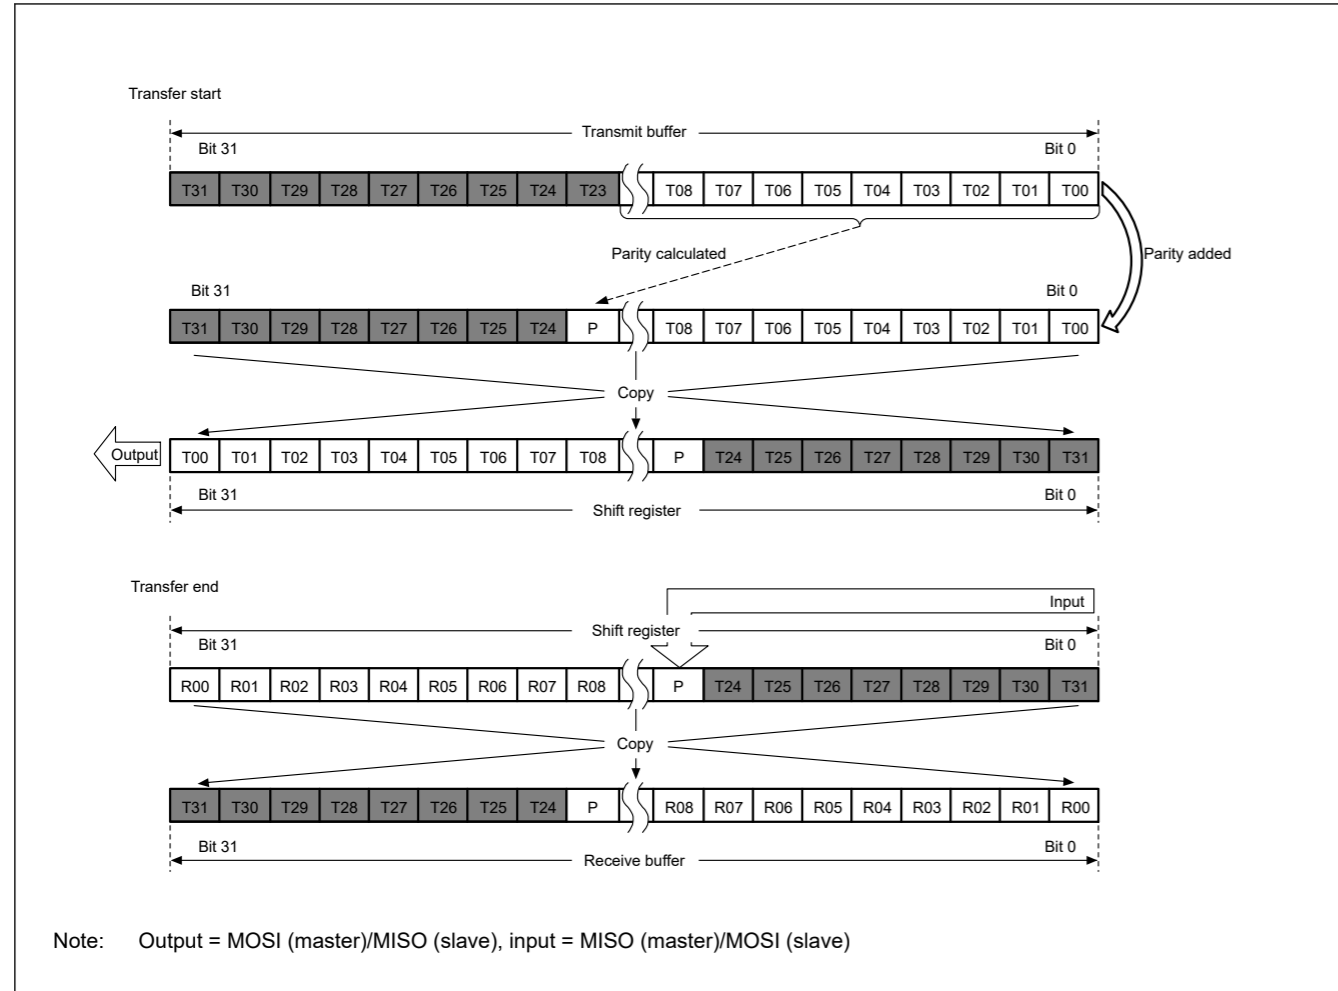 Transfer start
Transmit buffer
Bit 31 Bit 0
T31 T30 T29 T28 T27 T26 T25 T24 T23 T08 T07 T06 T05 T04 T03 T02 T01 T00
Parity calculated Parity added
Bit 31 Bit 0
T31 T30 T29 T28 T27 T26 T25 T24 P T08 T07 T06 T05 T04 T03 T02 T01 T00
Copy
Output T00 T01 T02 T03 T04 T05 T06 T07 T08 P T24 T25 T26 T27 T28 T29 T30 T31
Bit 31 Bit 0
Shift register
Transfer end
Input
Shift register
Bit 31 Bit 0
R00 R01 R02 R03 R04 R05 R06 R07 R08 P T24 T25 T26 T27 T28 T29 T30 T31
Copy
T31 T30 T29 T28 T27 T26 T25 T24 P R08 R07 R06 R05 R04 R03 R02 R01 R00
Bit 31 Bit 0
Receive buffer
Note: Output = MOSI (master)/MISO (slave), input = MISO (master)/MOSI (slave)